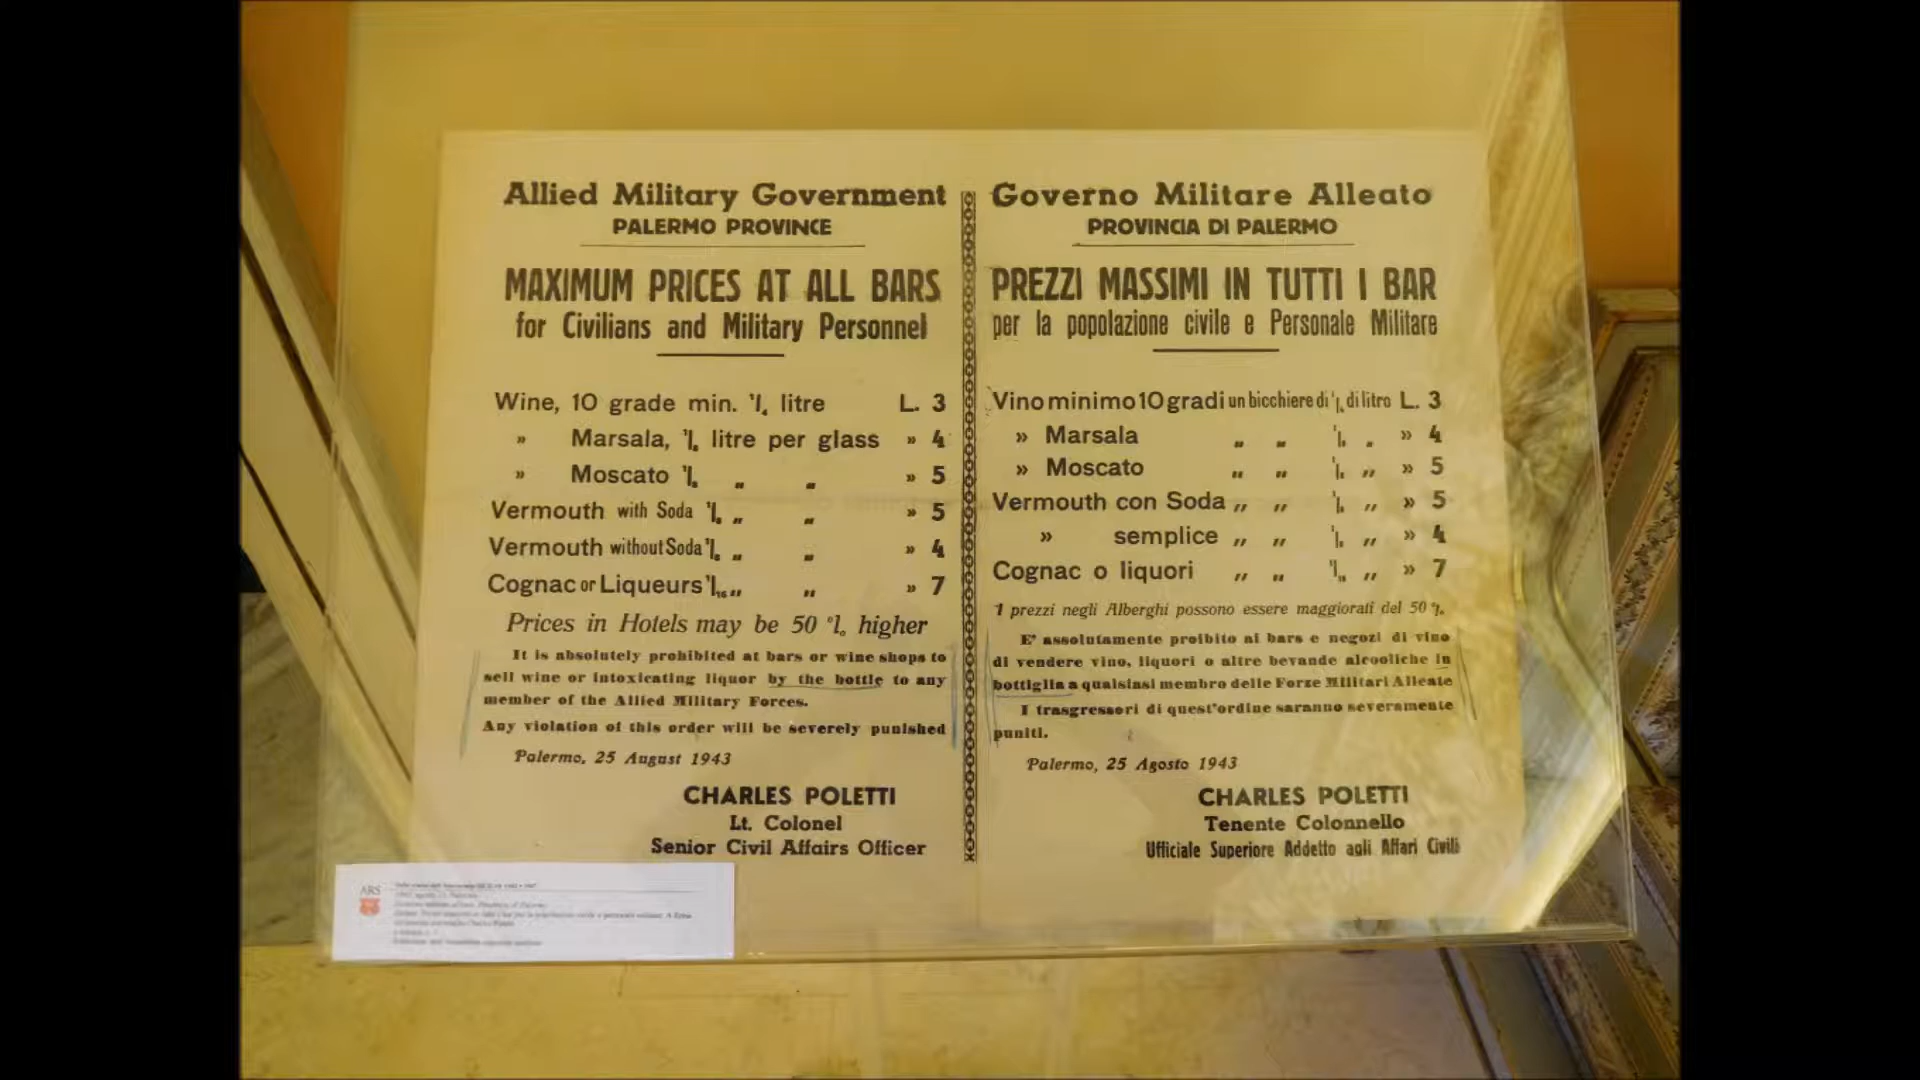 Allied Military Government
PALERMO PROVINCE
MAXIMUM PRICES AT ALL BARS
for Civilians and Military Personnel
Wine, 10 grade min. 1/4 litre L. 3
» Marsala, 1/8 litre per glass » 4
» Moscato 1/8 „ „ » 5
Vermouth with Soda 1/8 „ „ » 5
Vermouth without Soda 1/8 „ „ » 4
Cognac or Liqueurs 1/16 „ „ » 7
Prices in Hotels may be 50 % higher
It is absolutely prohibited at bars or wine shops to
sell wine or intoxicating liquor by the bottle to any
member of the Allied Military Forces.
Any violation of this order will be severely punished
Palermo, 25 August 1943
CHARLES POLETTI
Lt. Colonel
Senior Civil Affairs Officer
Governo Militare Alleato
PROVINCIA DI PALERMO
PREZZI MASSIMI IN TUTTI I BAR
per la popolazione civile e Personale Militare
Vino minimo 10 gradi un bicchiere di 1/4 di litro L. 3
» Marsala „ „ 1/8 „ » 4
» Moscato „ „ 1/8 „ » 5
Vermouth con Soda „ „ 1/8 „ » 5
» semplice „ „ 1/8 „ » 4
Cognac o liquori „ „ 1/16 „ » 7
I prezzi negli Alberghi possono essere maggiorati del 50 %.
E' assolutamente proibito ai bars e negozi di vino
di vendere vino, liquori o altre bevande alcooliche in
bottiglia a qualsiasi membro delle Forze Militari Alleate
I trasgressori di quest'ordine saranno severamente
puniti.
Palermo, 25 Agosto 1943
CHARLES POLETTI
Tenente Colonnello
Ufficiale Superiore Addetto agli Affari Civili
ARS